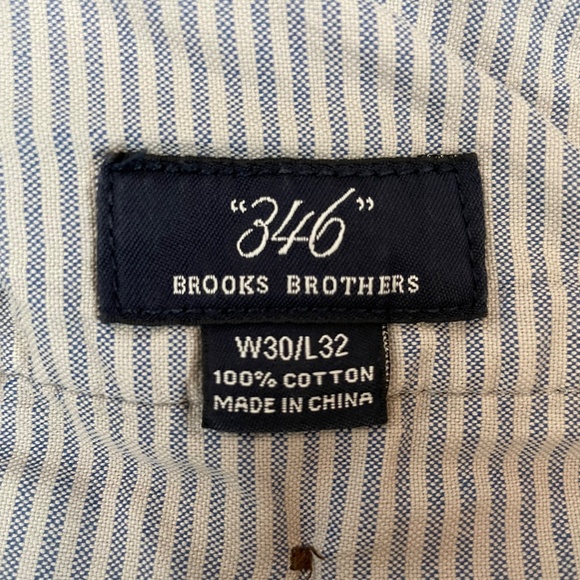 “346”
BROOKS BROTHERS
W30/L32
100% COTTON
MADE IN CHINA